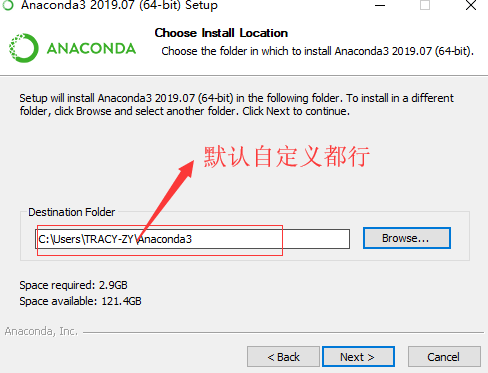 Anaconda3 2019.07 (64-bit) Setup
ANACONDA
Choose Install Location
Choose the folder in which to install Anaconda3 2019.07 (64-bit).
Setup will install Anaconda3 2019.07 (64-bit) in the following folder. To install in a different
folder, click Browse and select another folder. Click Next to continue.
默认自定义都行
Destination Folder
C:\Users\TRACY-ZY\Anaconda3
Browse...
Space required: 2.9GB
Space available: 121.4GB
Anaconda, Inc.
< Back
Next >
Cancel